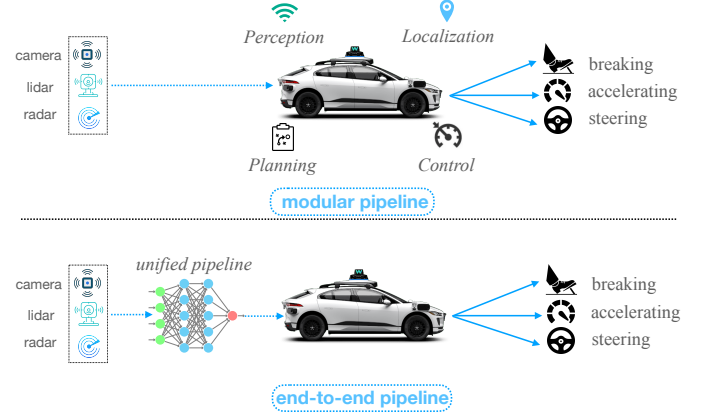 Perception
Localization
camera
lidar
radar
breaking
accelerating
steering
Planning
Control
modular pipeline
unified pipeline
camera
lidar
radar
breaking
accelerating
steering
end-to-end pipeline